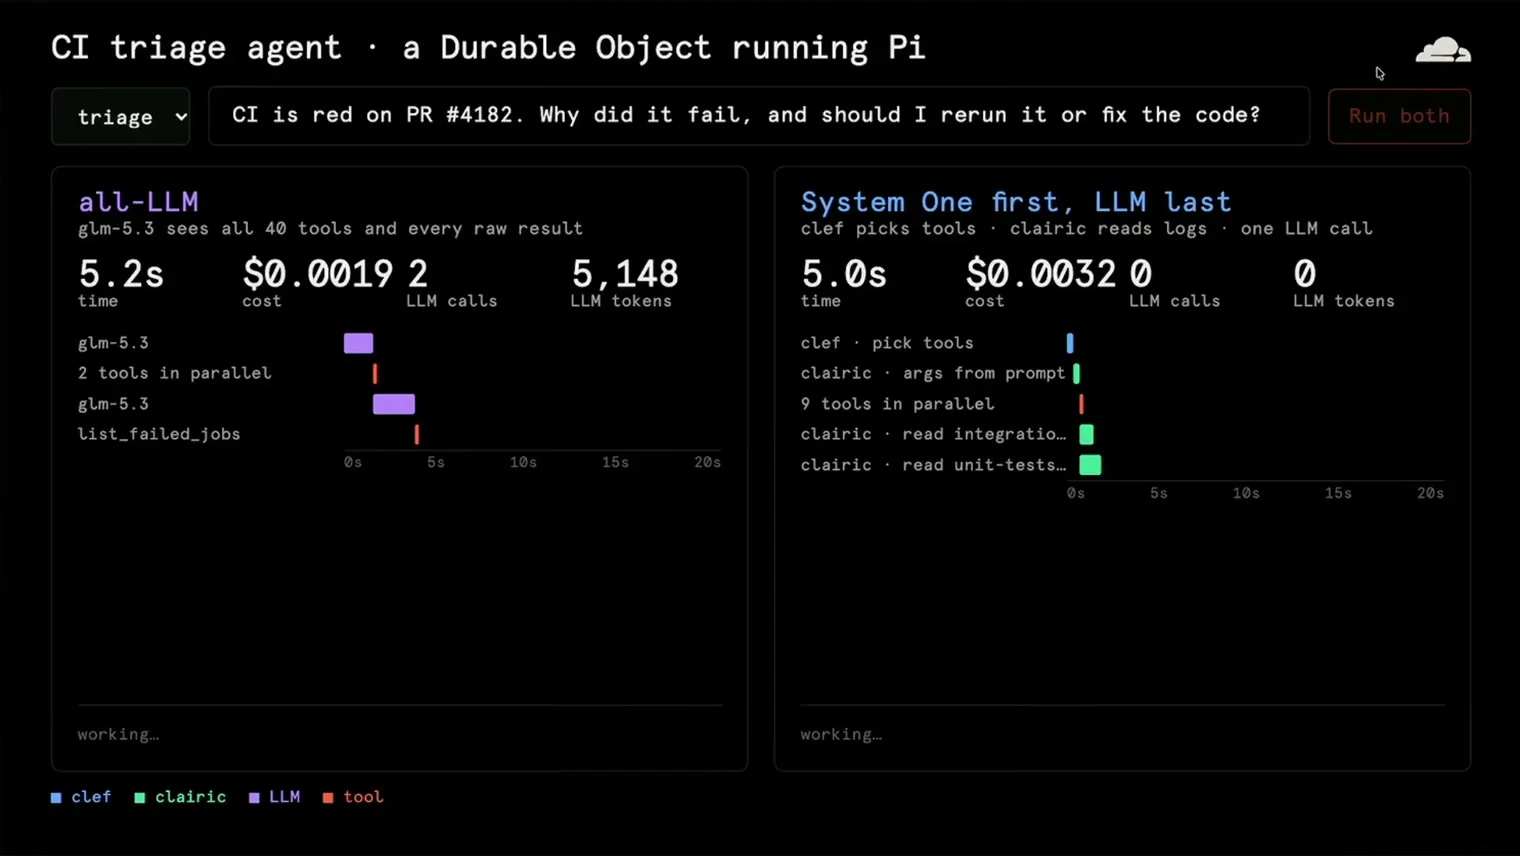 CI triage agent · a Durable Object running Pi
triage
CI is red on PR #4182. Why did it fail, and should I rerun it or fix the code?
Run both
all-LLM
glm-5.3 sees all 40 tools and every raw result
5.2s $0.0019 2 5,148
time cost LLM calls LLM tokens
glm-5.3
2 tools in parallel
glm-5.3
list_failed_jobs
0s 5s 10s 15s 20s
working…
System One first, LLM last
clef picks tools · clairic reads logs · one LLM call
5.0s $0.0032 0 0
time cost LLM calls LLM tokens
clef · pick tools
clairic · args from prompt
9 tools in parallel
clairic · read integratio…
clairic · read unit-tests…
0s 5s 10s 15s 20s
working…
clef clairic LLM tool